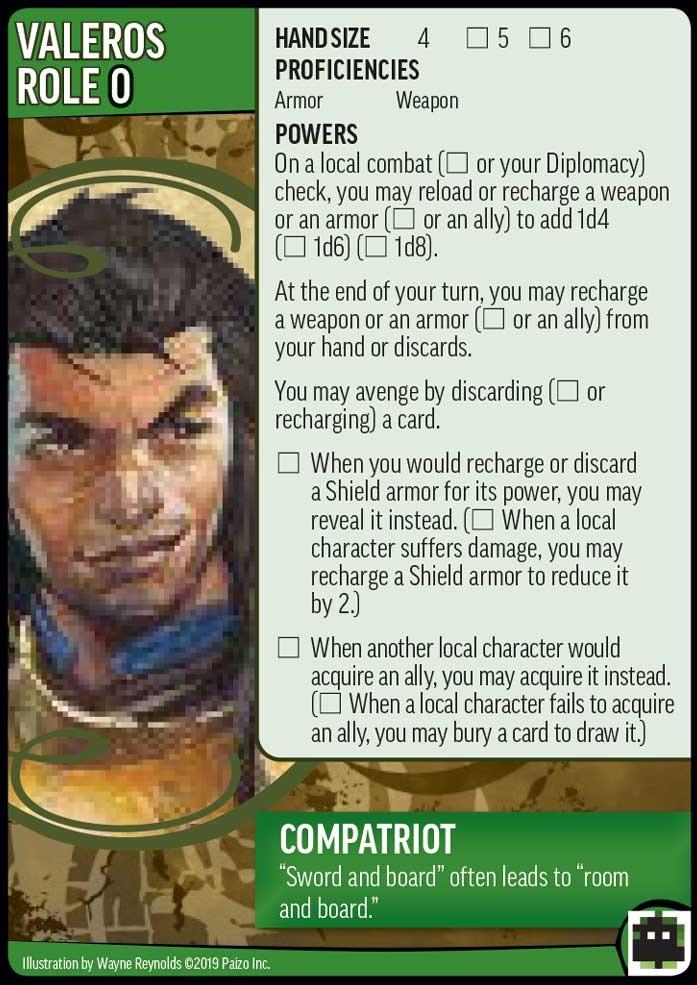 VALEROS
ROLE 0
HAND SIZE 4 ☐ 5 ☐ 6
PROFICIENCIES
Armor Weapon
POWERS
On a local combat (☐ or your Diplomacy)
check, you may reload or recharge a weapon
or an armor (☐ or an ally) to add 1d4
(☐ 1d6) (☐ 1d8).
At the end of your turn, you may recharge
a weapon or an armor (☐ or an ally) from
your hand or discards.
You may avenge by discarding (☐ or
recharging) a card.
☐ When you would recharge or discard
a Shield armor for its power, you may
reveal it instead. (☐ When a local
character suffers damage, you may
recharge a Shield armor to reduce it
by 2.)
☐ When another local character would
acquire an ally, you may acquire it instead.
(☐ When a local character fails to acquire
an ally, you may bury a card to draw it.)
COMPATRIOT
“Sword and board” often leads to “room
and board.”
Illustration by Wayne Reynolds ©2019 Paizo Inc.